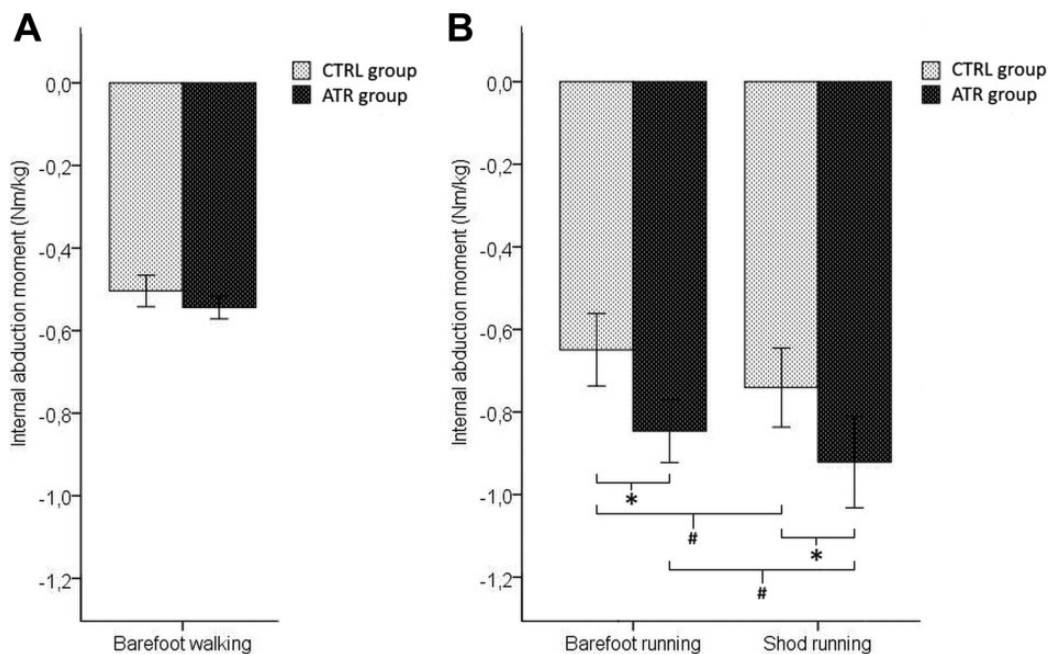 A
CTRL group
ATR group
0,0
-0,2
-0,4
-0,6
-0,8
-1,0
-1,2
Internal abduction moment (Nm/kg)
Barefoot walking
B
CTRL group
ATR group
0,0
-0,2
-0,4
-0,6
-0,8
-1,0
-1,2
Internal abduction moment (Nm/kg)
*
#
*
#
Barefoot running
Shod running